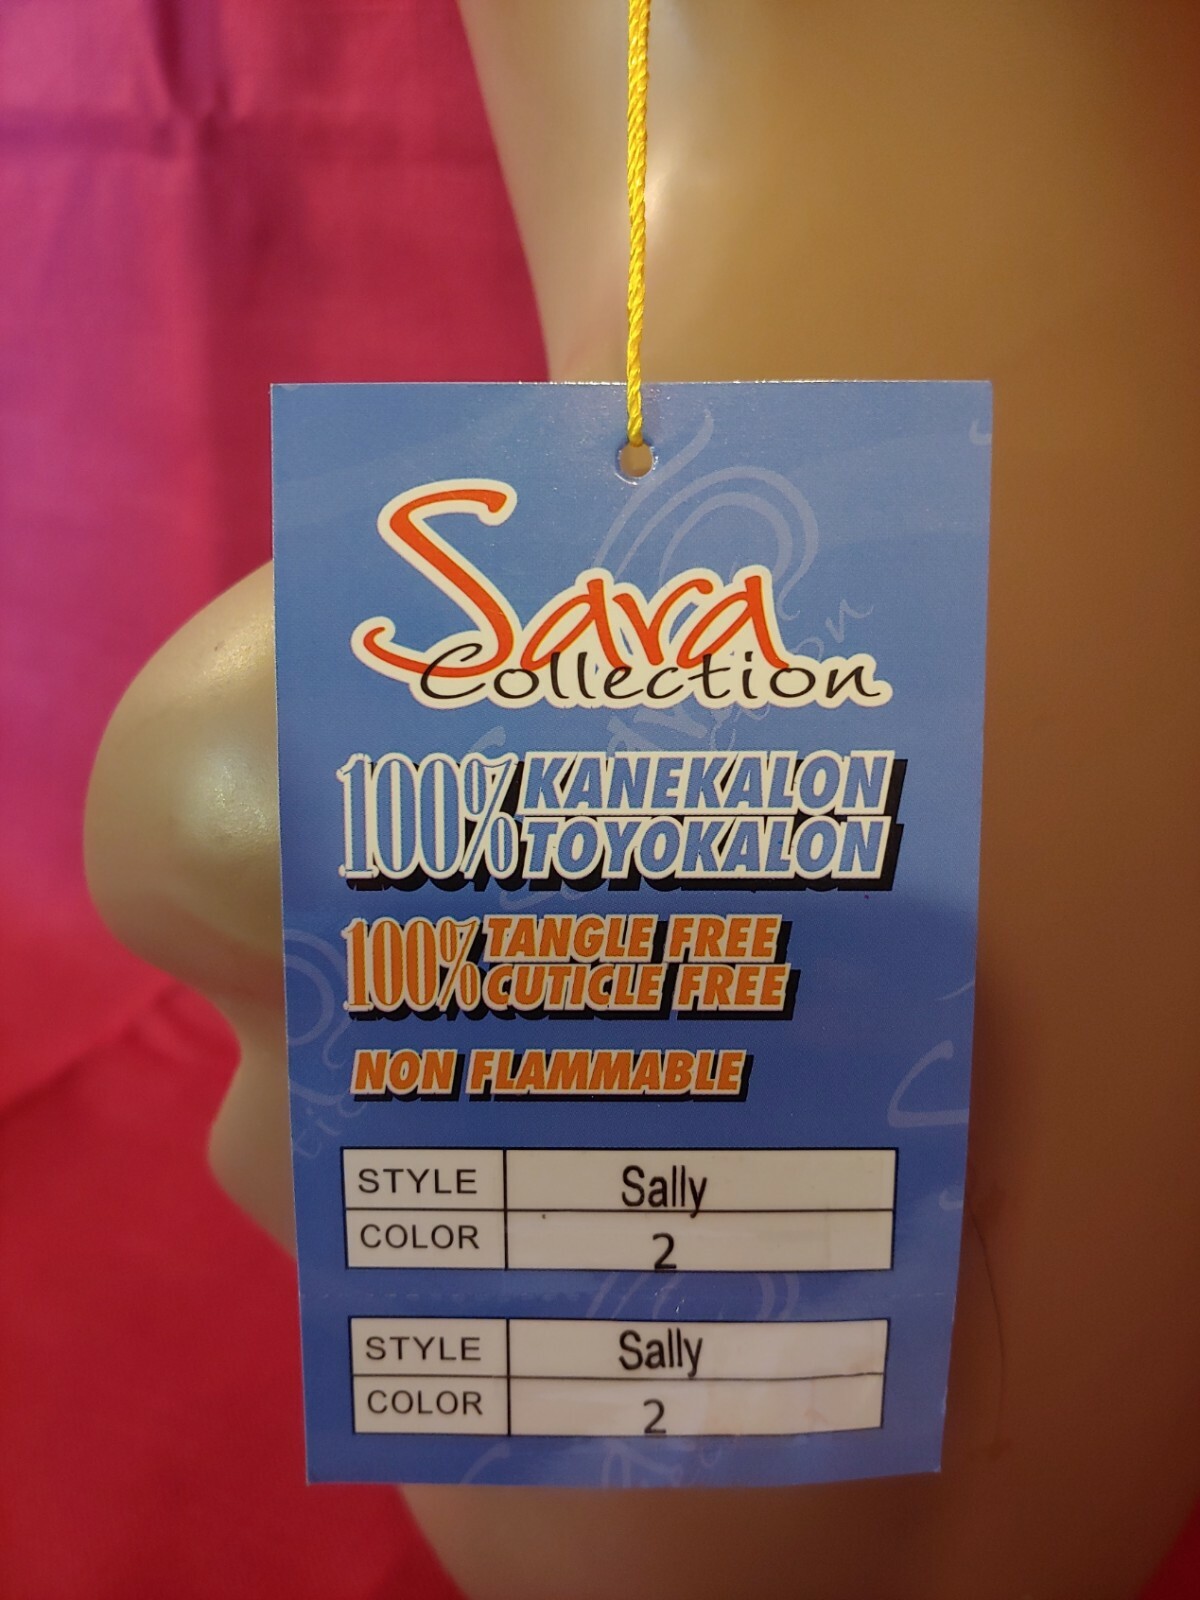 Sara
Collection
100% KANEKALON
TOYOKALON
100% TANGLE FREE
CUTICLE FREE
NON FLAMMABLE
STYLE Sally
COLOR 2
STYLE Sally
COLOR 2